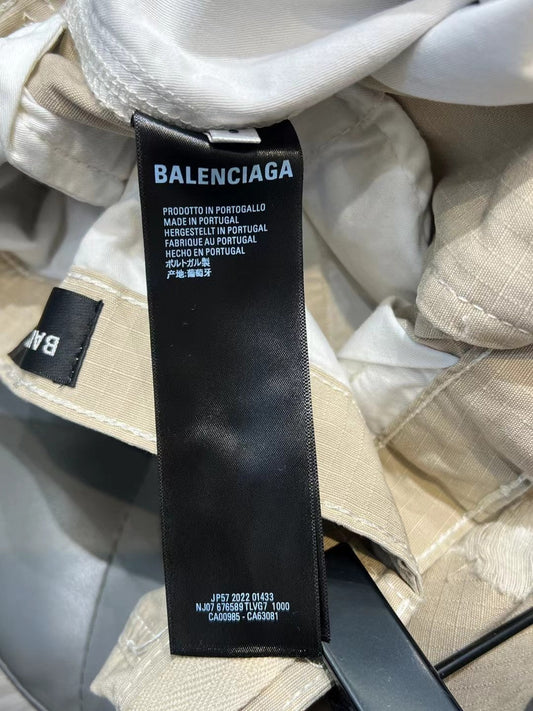 BALENCIAGA
PRODOTTO IN PORTOGALLO
MADE IN PORTUGAL
HERGESTELLT IN PORTUGAL
FABRIQUE AU PORTUGAL
HECHO EN PORTUGAL
ポルトガル製
产地:葡萄牙
BAL
JP57 2022 01433
NJ07 676589 TLVG7 1000
CA00985 - CA63081